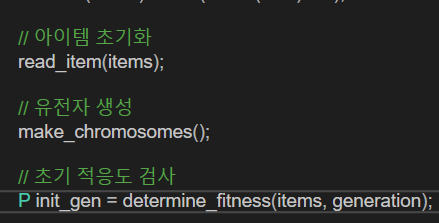 // 아이템 초기화
read_item(items);
// 유전자 생성
make_chromosomes();
// 초기 적응도 검사
P init_gen = determine_fitness(items, generation);